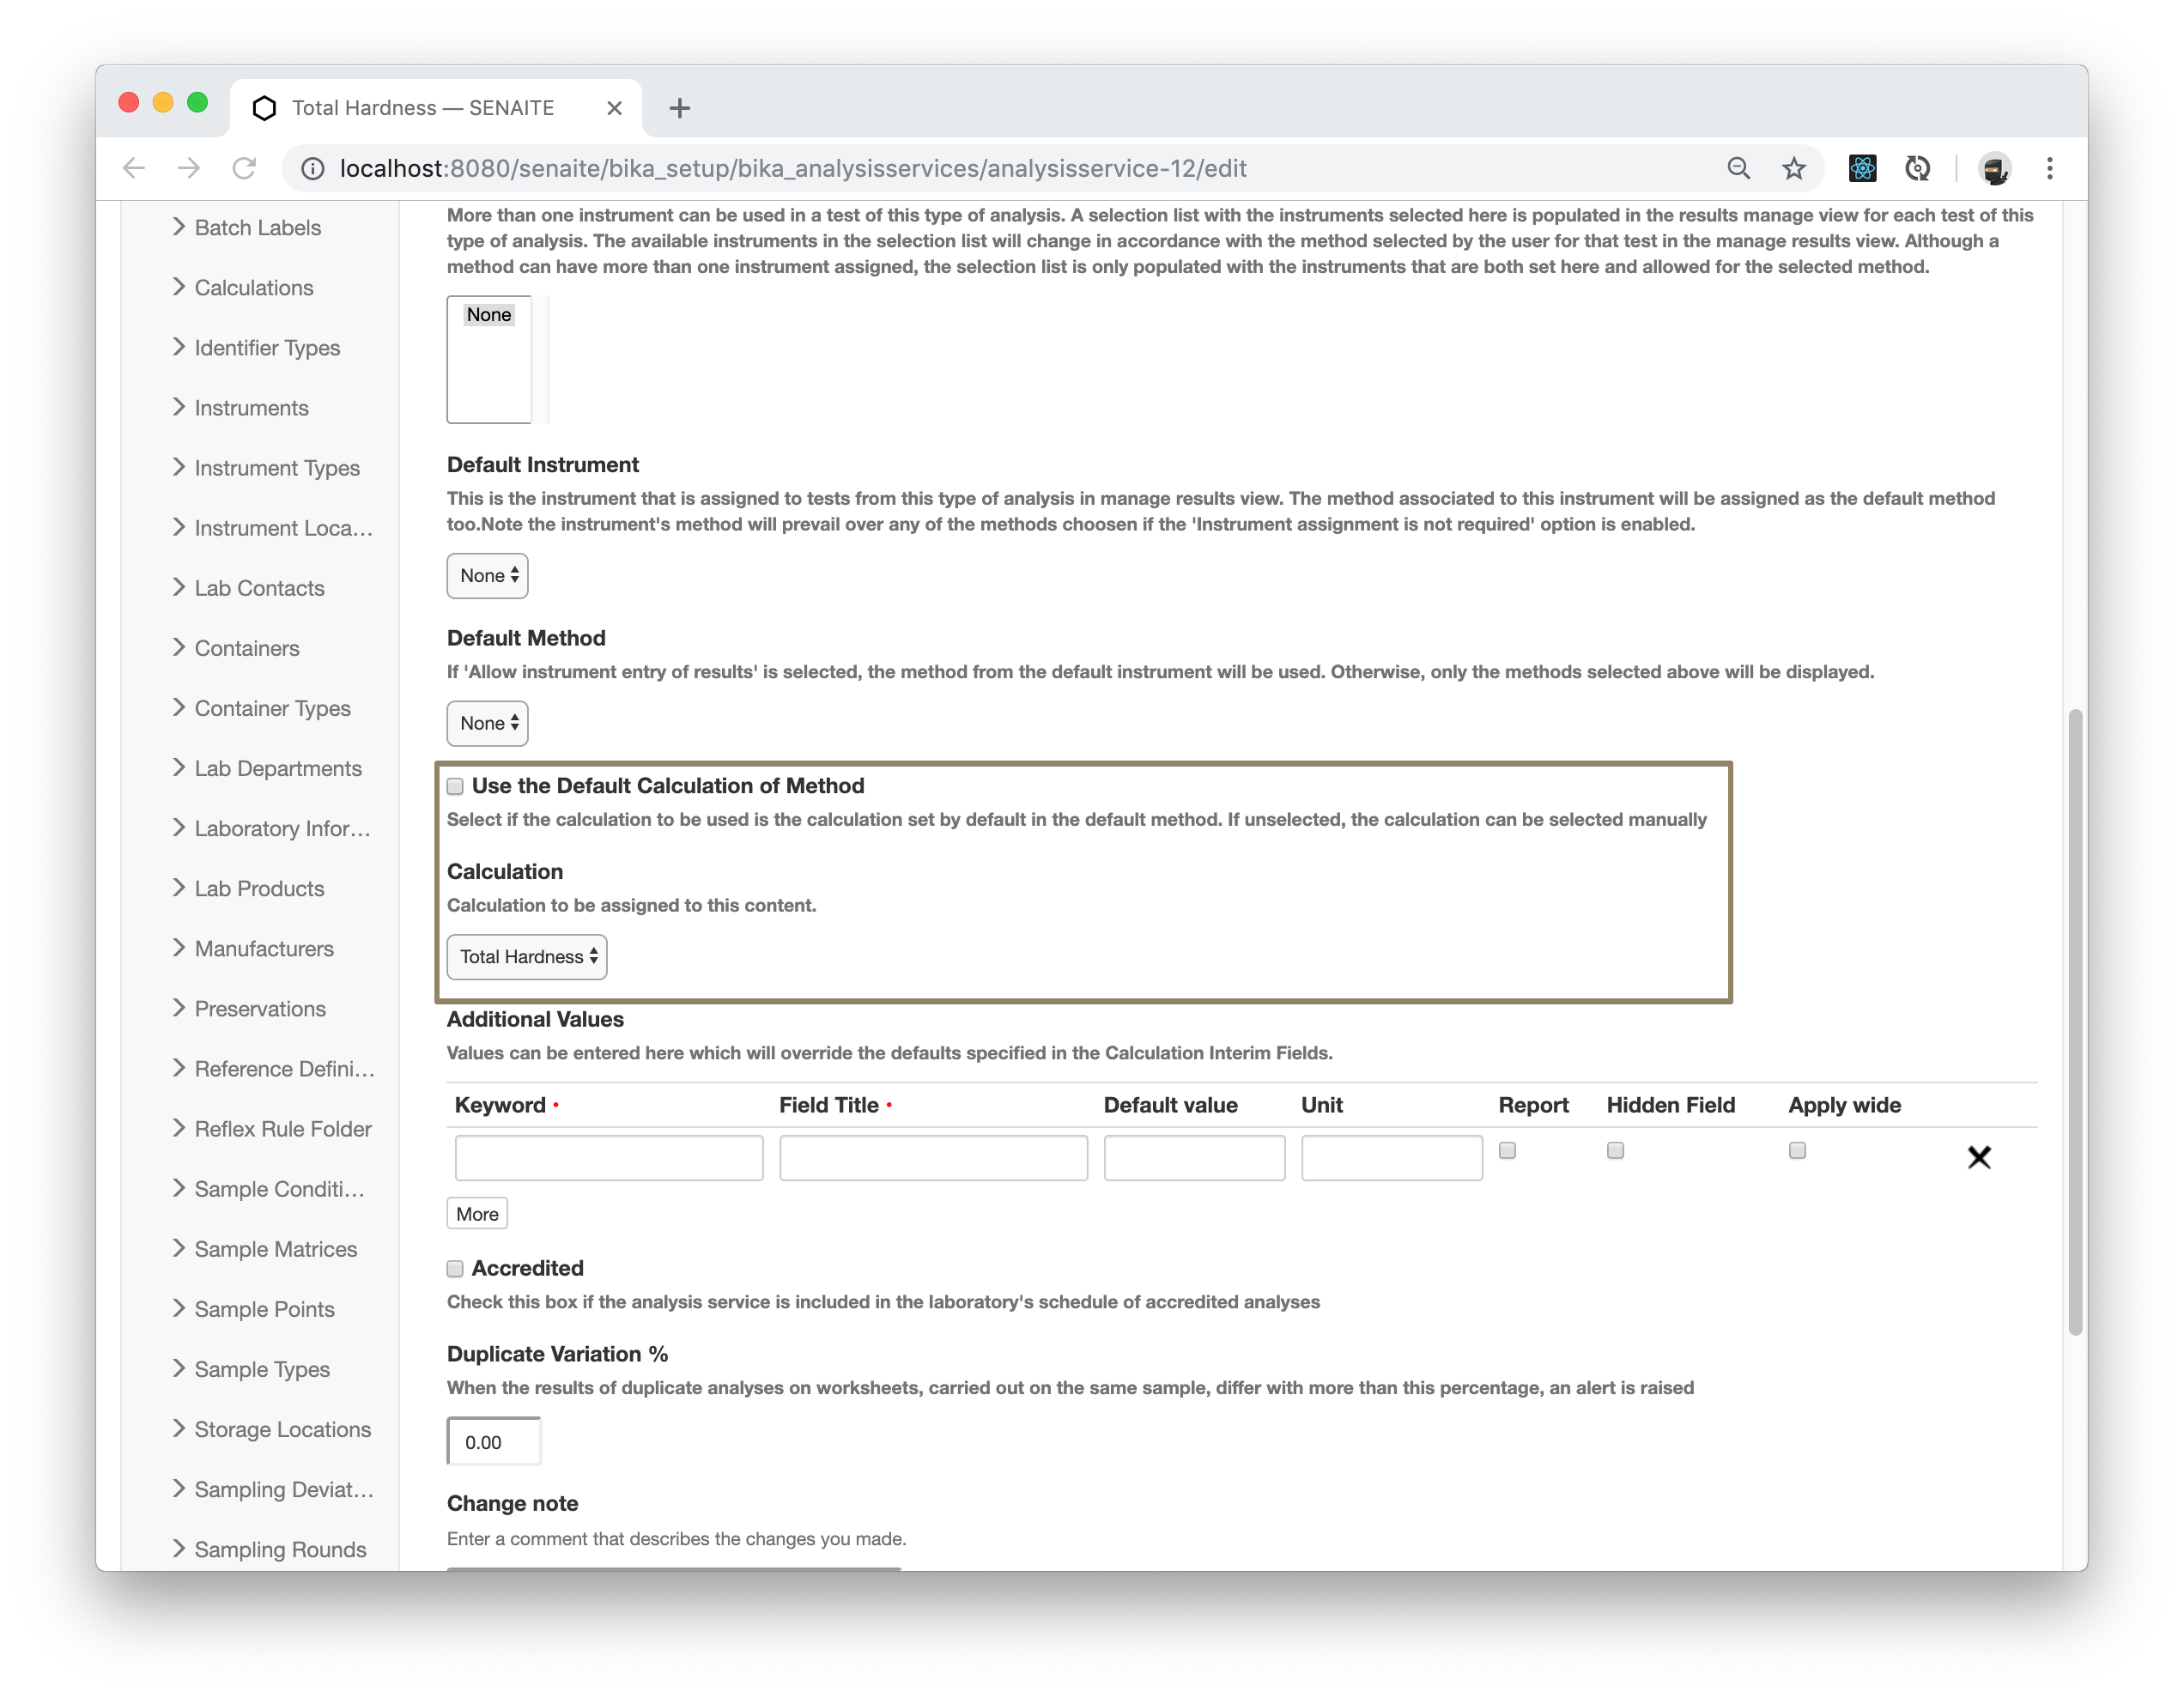 Total Hardness — SENAITE
localhost:8080/senaite/bika_setup/bika_analysisservices/analysisservice-12/edit
Batch Labels
Calculations
Identifier Types
Instruments
Instrument Types
Instrument Loca...
Lab Contacts
Containers
Container Types
Lab Departments
Laboratory Infor...
Lab Products
Manufacturers
Preservations
Reference Defini...
Reflex Rule Folder
Sample Conditi...
Sample Matrices
Sample Points
Sample Types
Storage Locations
Sampling Deviat...
Sampling Rounds
More than one instrument can be used in a test of this type of analysis. A selection list with the instruments selected here is populated in the results manage view for each test of this
type of analysis. The available instruments in the selection list will change in accordance with the method selected by the user for that test in the manage results view. Although a
method can have more than one instrument assigned, the selection list is only populated with the instruments that are both set here and allowed for the selected method.
None
Default Instrument
This is the instrument that is assigned to tests from this type of analysis in manage results view. The method associated to this instrument will be assigned as the default method
too.Note the instrument's method will prevail over any of the methods choosen if the 'Instrument assignment is not required' option is enabled.
None
Default Method
If 'Allow instrument entry of results' is selected, the method from the default instrument will be used. Otherwise, only the methods selected above will be displayed.
None
Use the Default Calculation of Method
Select if the calculation to be used is the calculation set by default in the default method. If unselected, the calculation can be selected manually
Calculation
Calculation to be assigned to this content.
Total Hardness
Additional Values
Values can be entered here which will override the defaults specified in the Calculation Interim Fields.
Keyword Field Title Default value Unit Report Hidden Field Apply wide
More
Accredited
Check this box if the analysis service is included in the laboratory's schedule of accredited analyses
Duplicate Variation %
When the results of duplicate analyses on worksheets, carried out on the same sample, differ with more than this percentage, an alert is raised
0.00
Change note
Enter a comment that describes the changes you made.